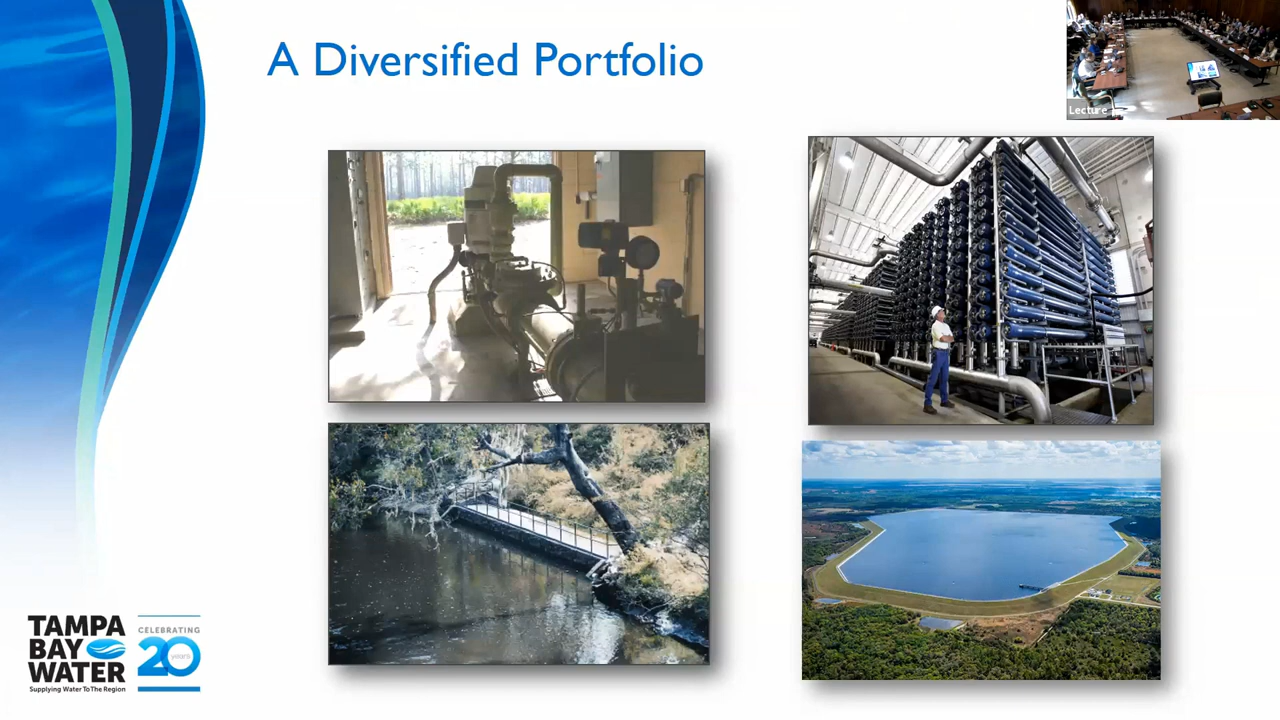 A Diversified Portfolio
Lecture
TAMPA
BAY
WATER
Supplying Water To The Region
CELEBRATING
20 years